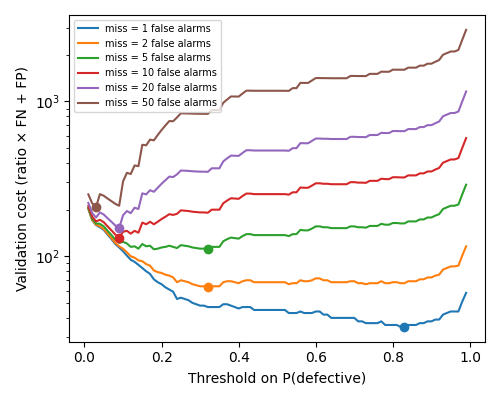 miss = 1 false alarms
miss = 2 false alarms
miss = 5 false alarms
miss = 10 false alarms
miss = 20 false alarms
miss = 50 false alarms
Validation cost (ratio × FN + FP)
10³
10²
0.0 0.2 0.4 0.6 0.8 1.0
Threshold on P(defective)